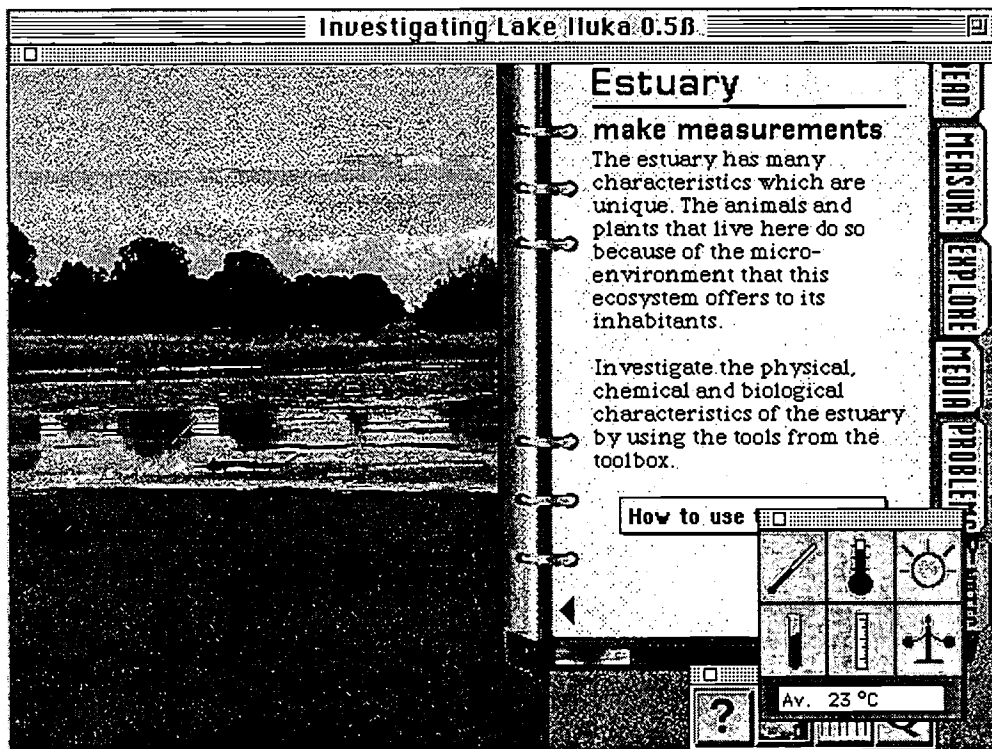 Investigating Lake Iluka 0.5ß
Estuary
make measurements
The estuary has many
characteristics which are
unique. The animals and
plants that live here do so
because of the micro-
environment that this
ecosystem offers to its
inhabitants.
Investigate the physical,
chemical and biological
characteristics of the estuary
by using the tools from the
toolbox.
How to use
MEASURE
EXPLORE
MEDIA
PROBLEMS
?
Av. 23 °C